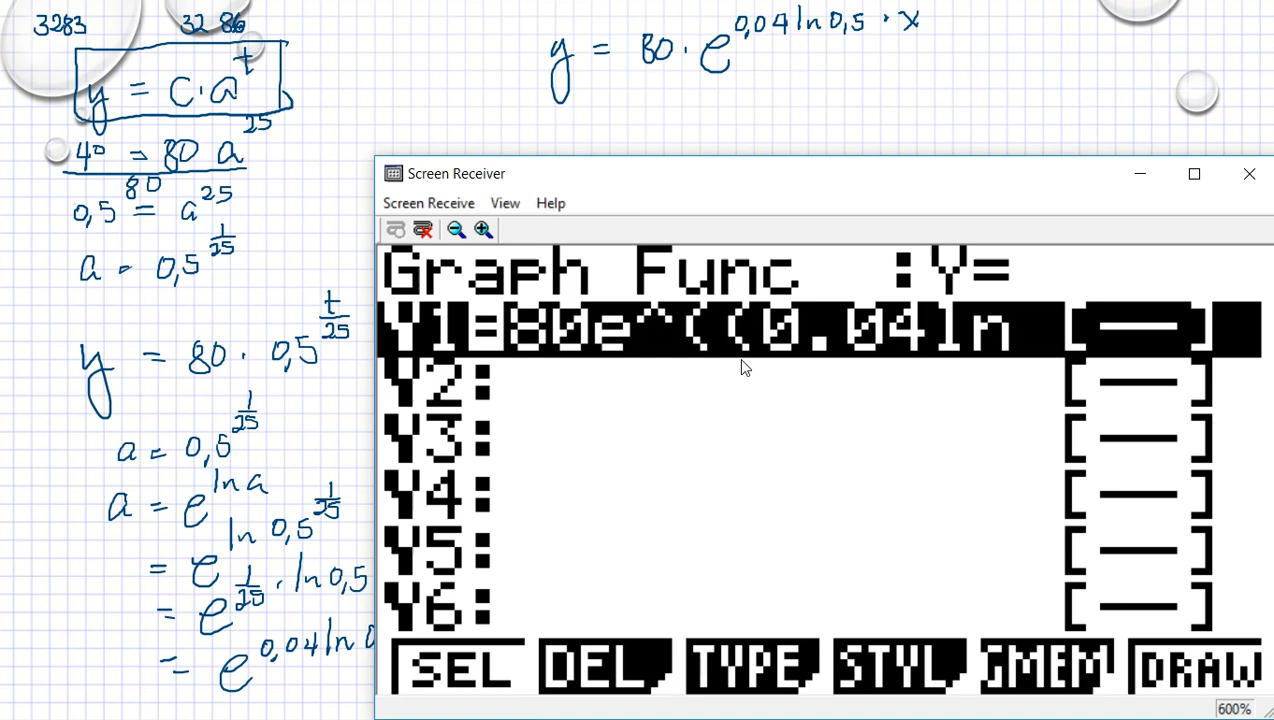 3283 3286
y = C·a^t
40 = 80 a^25
80
0,5 = a^25
a = 0,5^(1/25)
y = 80 · 0,5^(t/25)
a = 0,5^(1/25)
a = e^(ln a)
= e^(ln 0,5^(1/25))
= e^(1/25 · ln 0,5)
= e^(0,04 ln 0
y = 80 · e^(0,04 ln 0,5 · x)
Screen Receiver
Screen Receive View Help
Graph Func :Y=
Y1=80e^((0.04ln [—]
Y2: [—]
Y3: [—]
Y4: [—]
Y5: [—]
Y6: [—]
SEL DEL TYPE STYL GMEM DRAW
600%